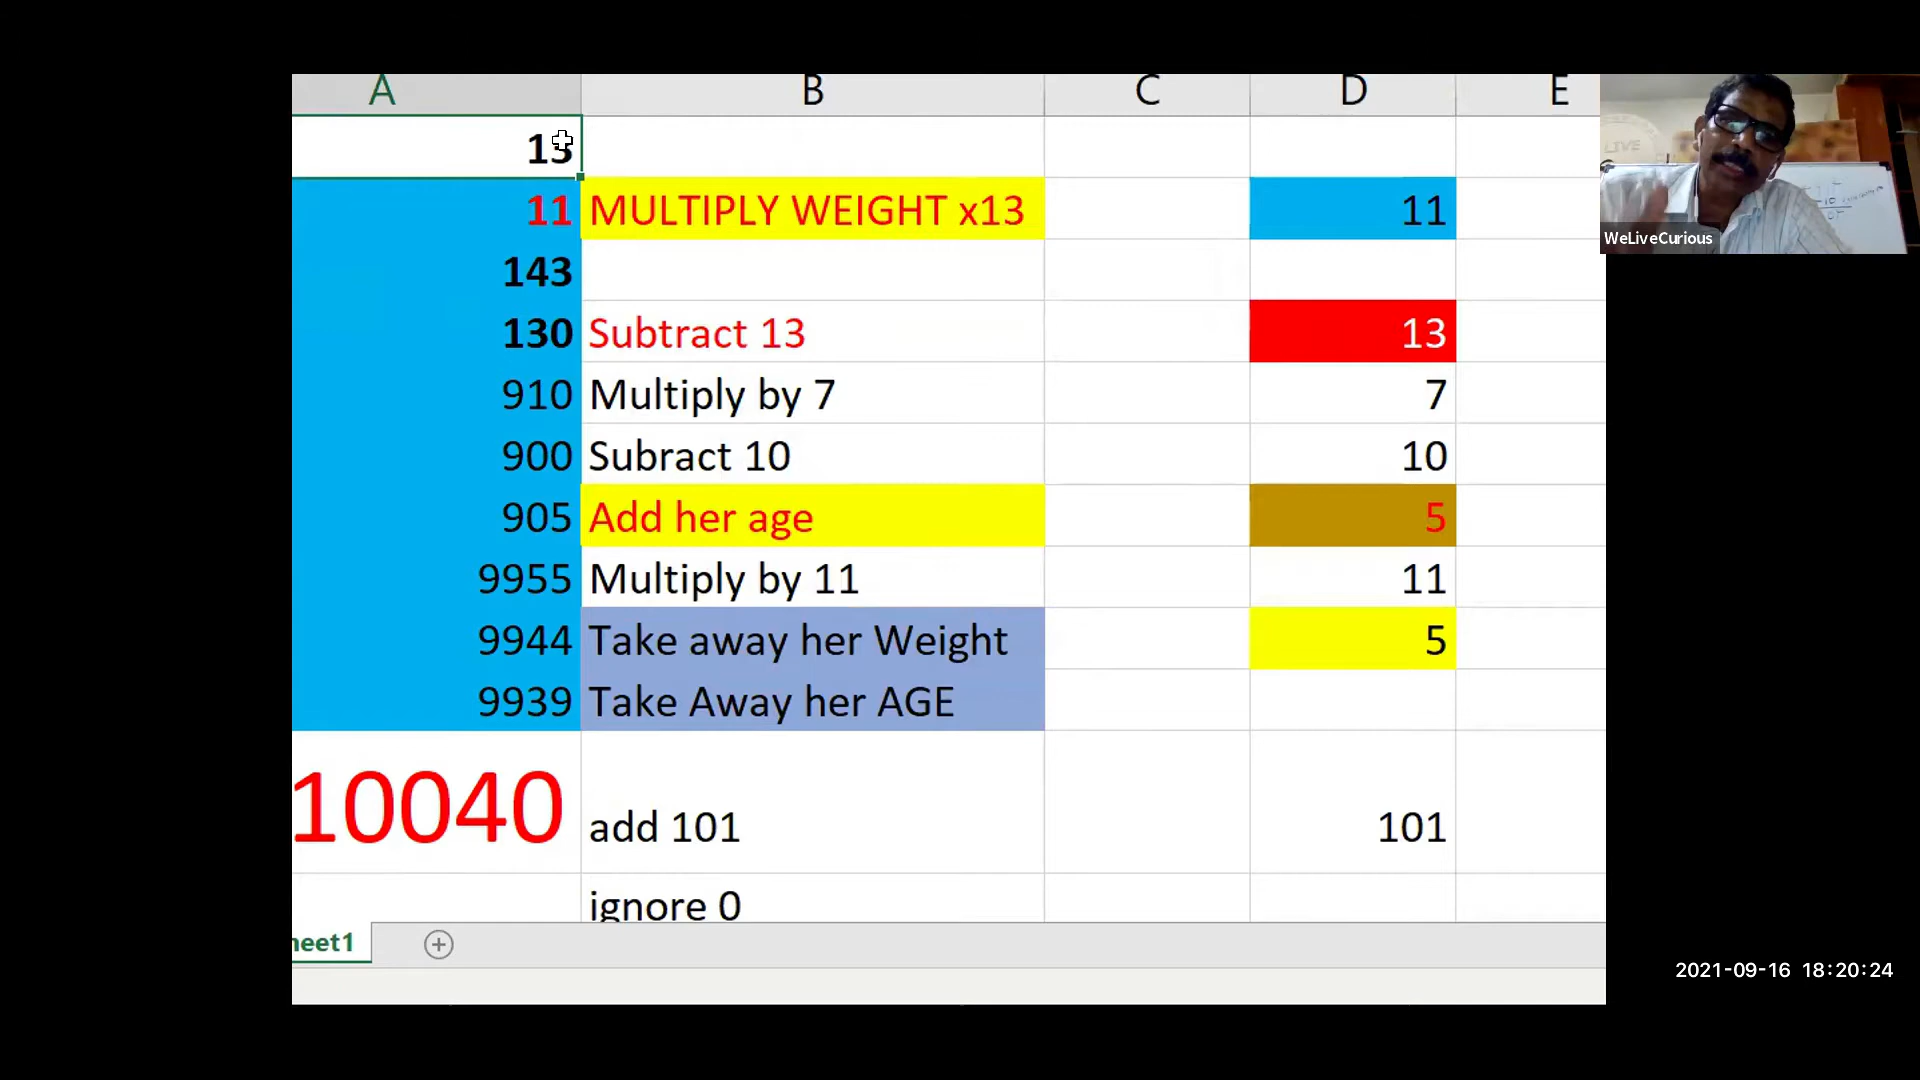 A B C D E
13
11 MULTIPLY WEIGHT x13 11
143
130 Subtract 13 13
910 Multiply by 7 7
900 Subract 10 10
905 Add her age 5
9955 Multiply by 11 11
9944 Take away her Weight 5
9939 Take Away her AGE
10040 add 101 101
ignore 0
heet1
LIVE
WeLiveCurious
2021-09-16 18:20:24